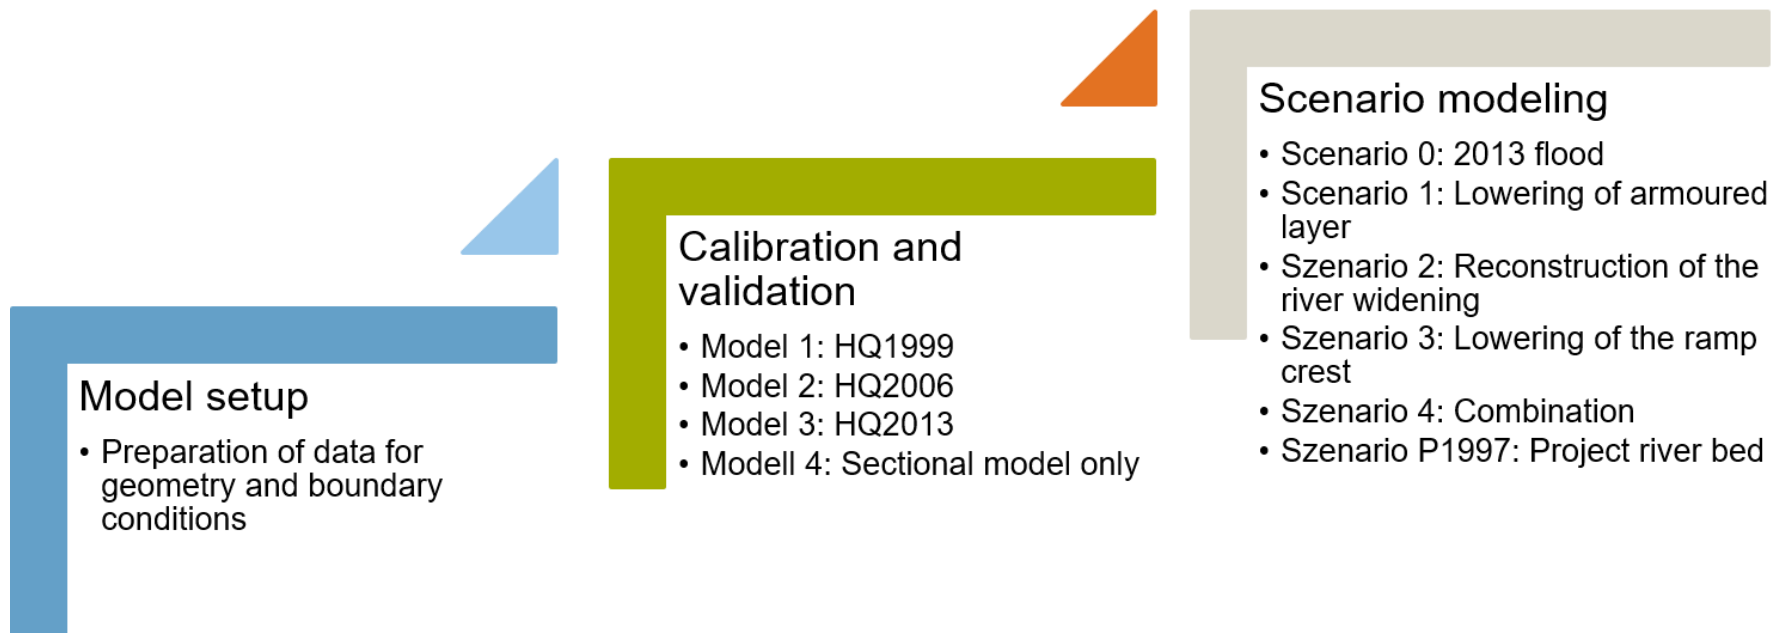 Model setup
• Preparation of data for
geometry and boundary
conditions
Calibration and
validation
• Model 1: HQ1999
• Model 2: HQ2006
• Model 3: HQ2013
• Modell 4: Sectional model only
Scenario modeling
• Scenario 0: 2013 flood
• Scenario 1: Lowering of armoured
layer
• Szenario 2: Reconstruction of the
river widening
• Szenario 3: Lowering of the ramp
crest
• Szenario 4: Combination
• Szenario P1997: Project river bed